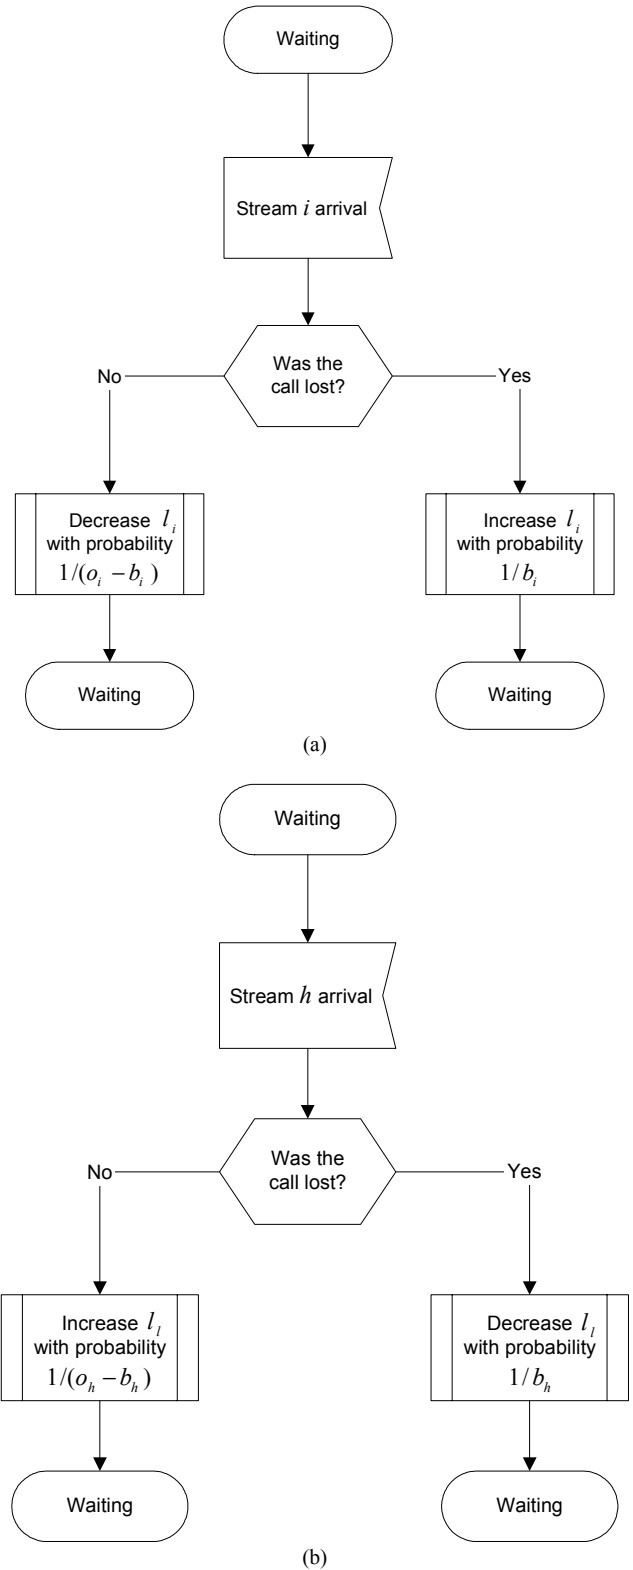 Waiting
Stream i arrival
Was the
call lost?
No
Yes
Decrease l_i
with probability
1/(o_i − b_i)
Increase l_i
with probability
1/b_i
Waiting
Waiting
(a)
Waiting
Stream h arrival
Was the
call lost?
No
Yes
Increase l_l
with probability
1/(o_h − b_h)
Decrease l_l
with probability
1/b_h
Waiting
Waiting
(b)